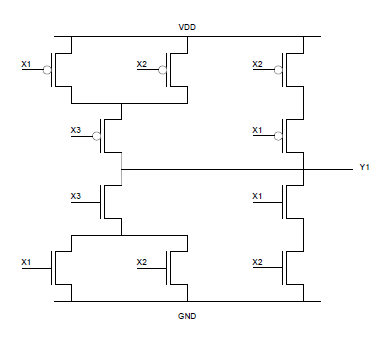 VDD
X1 X2 X2
X3 X1
Y1
X3 X1
X1 X2 X2
GND